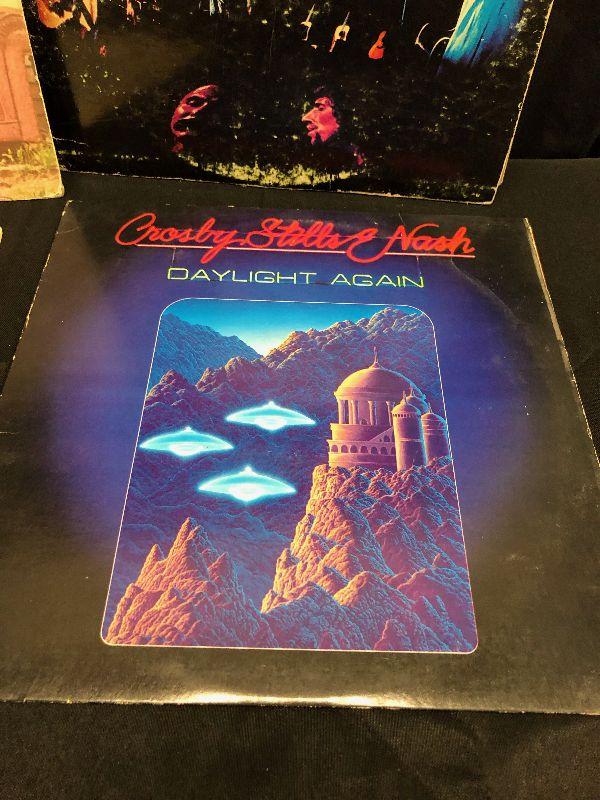 Crosby, Stills & Nash
DAYLIGHT AGAIN